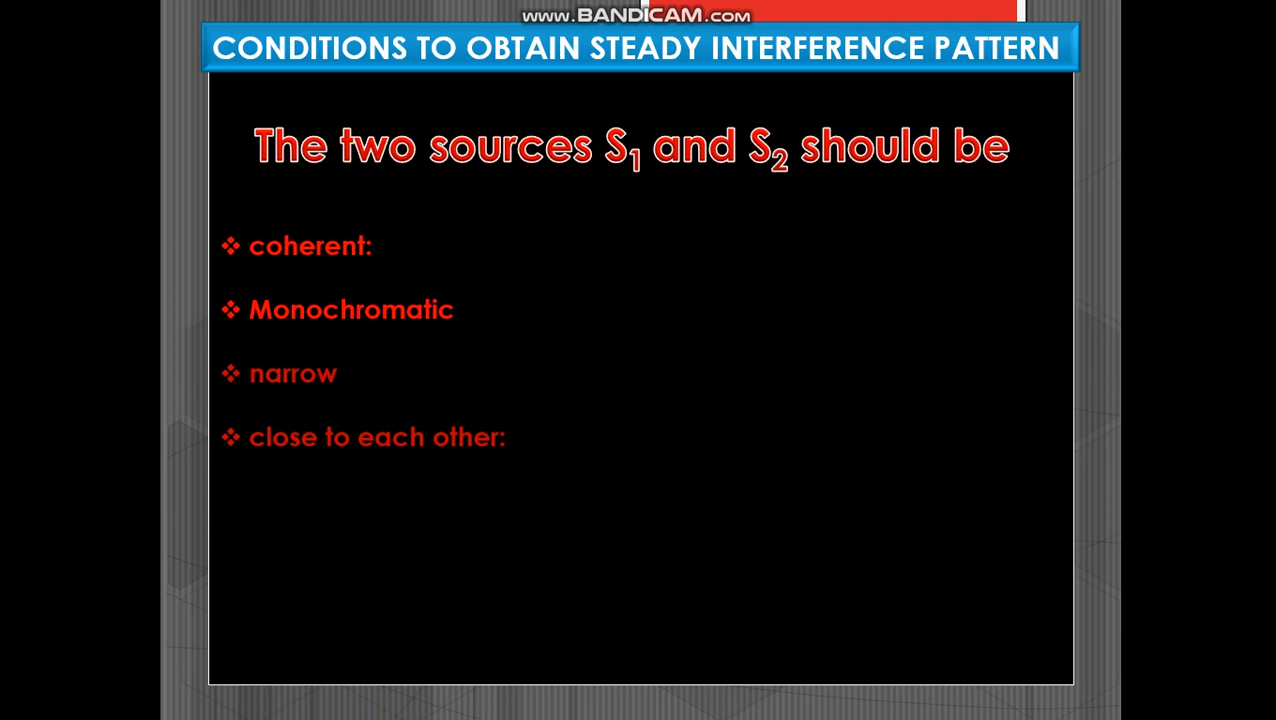 www.BANDICAM.com
CONDITIONS TO OBTAIN STEADY INTERFERENCE PATTERN
The two sources S₁ and S₂ should be
❖ coherent:
❖ Monochromatic
❖ narrow
❖ close to each other: